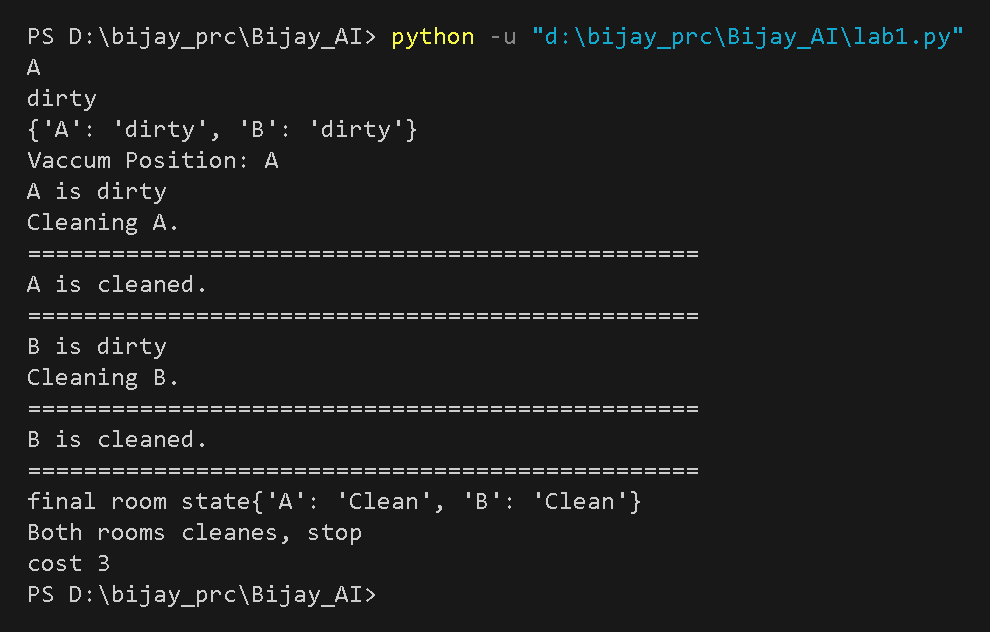 PS D:\bijay_prc\Bijay_AI> python -u "d:\bijay_prc\Bijay_AI\lab1.py"
A
dirty
{'A': 'dirty', 'B': 'dirty'}
Vaccum Position: A
A is dirty
Cleaning A.
================================================
A is cleaned.
================================================
B is dirty
Cleaning B.
================================================
B is cleaned.
================================================
final room state{'A': 'Clean', 'B': 'Clean'}
Both rooms cleanes, stop
cost 3
PS D:\bijay_prc\Bijay_AI>